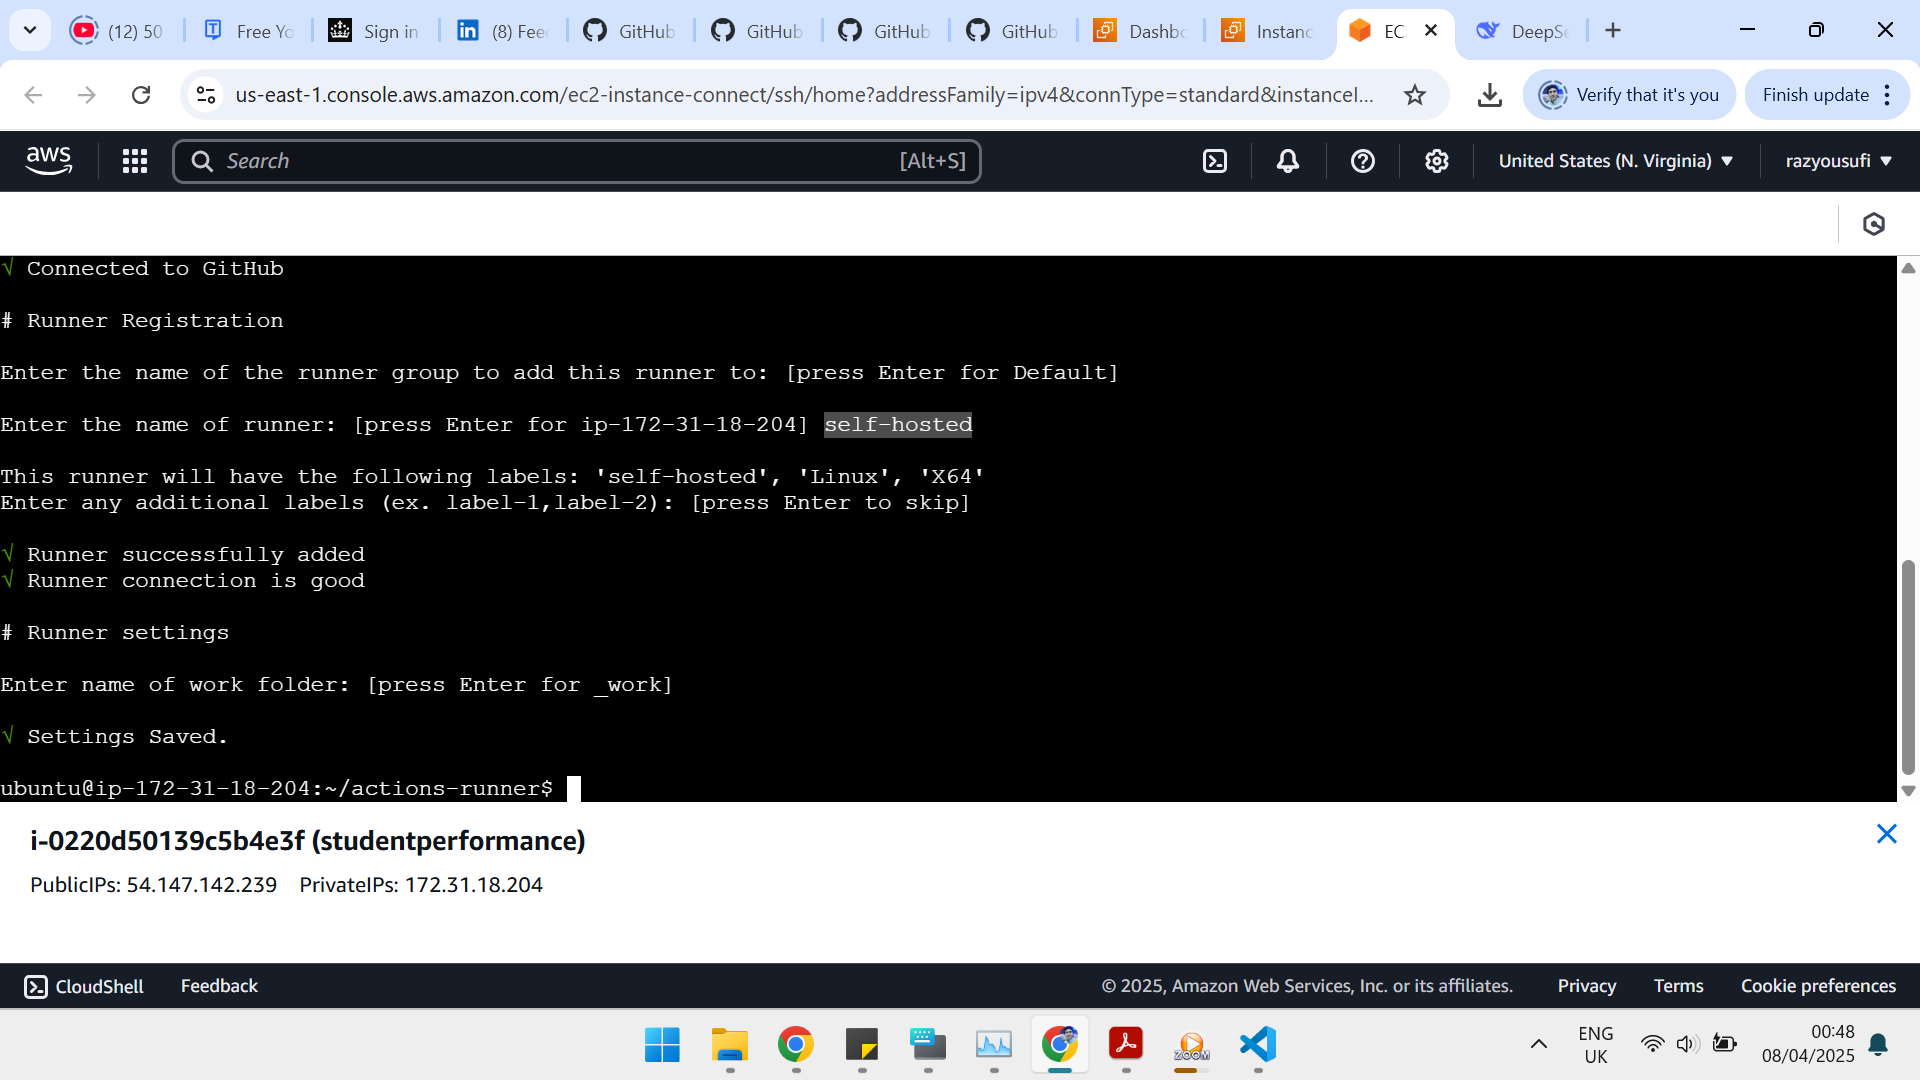 (12) 50
Free Yo
Sign in
(8) Fee
GitHub
GitHub
GitHub
GitHub
Dashbo
Instanc
EC
DeepSe
us-east-1.console.aws.amazon.com/ec2-instance-connect/ssh/home?addressFamily=ipv4&connType=standard&instanceI...
Verify that it's you
Finish update
aws
Search
[Alt+S]
United States (N. Virginia)
razyousufi
√ Connected to GitHub
# Runner Registration
Enter the name of the runner group to add this runner to: [press Enter for Default]
Enter the name of runner: [press Enter for ip-172-31-18-204] self-hosted
This runner will have the following labels: 'self-hosted', 'Linux', 'X64'
Enter any additional labels (ex. label-1,label-2): [press Enter to skip]
√ Runner successfully added
√ Runner connection is good
# Runner settings
Enter name of work folder: [press Enter for _work]
√ Settings Saved.
ubuntu@ip-172-31-18-204:~/actions-runner$
i-0220d50139c5b4e3f (studentperformance)
PublicIPs: 54.147.142.239 PrivateIPs: 172.31.18.204
CloudShell
Feedback
© 2025, Amazon Web Services, Inc. or its affiliates.
Privacy
Terms
Cookie preferences
ZOOM
ENG
UK
00:48
08/04/2025